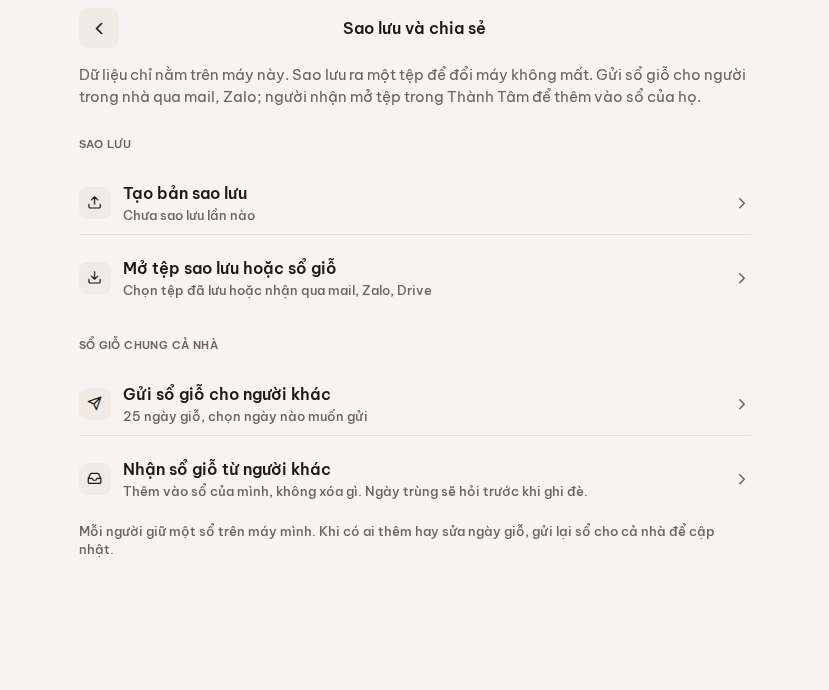 Sao lưu và chia sẻ
Dữ liệu chỉ nằm trên máy này. Sao lưu ra một tệp để đổi máy không mất. Gửi sổ giỗ cho người
trong nhà qua mail, Zalo; người nhận mở tệp trong Thành Tâm để thêm vào sổ của họ.
SAO LƯU
Tạo bản sao lưu
Chưa sao lưu lần nào
Mở tệp sao lưu hoặc sổ giỗ
Chọn tệp đã lưu hoặc nhận qua mail, Zalo, Drive
SỔ GIỖ CHUNG CẢ NHÀ
Gửi sổ giỗ cho người khác
25 ngày giỗ, chọn ngày nào muốn gửi
Nhận sổ giỗ từ người khác
Thêm vào sổ của mình, không xóa gì. Ngày trùng sẽ hỏi trước khi ghi đè.
Mỗi người giữ một sổ trên máy mình. Khi có ai thêm hay sửa ngày giỗ, gửi lại sổ cho cả nhà để cập
nhật.